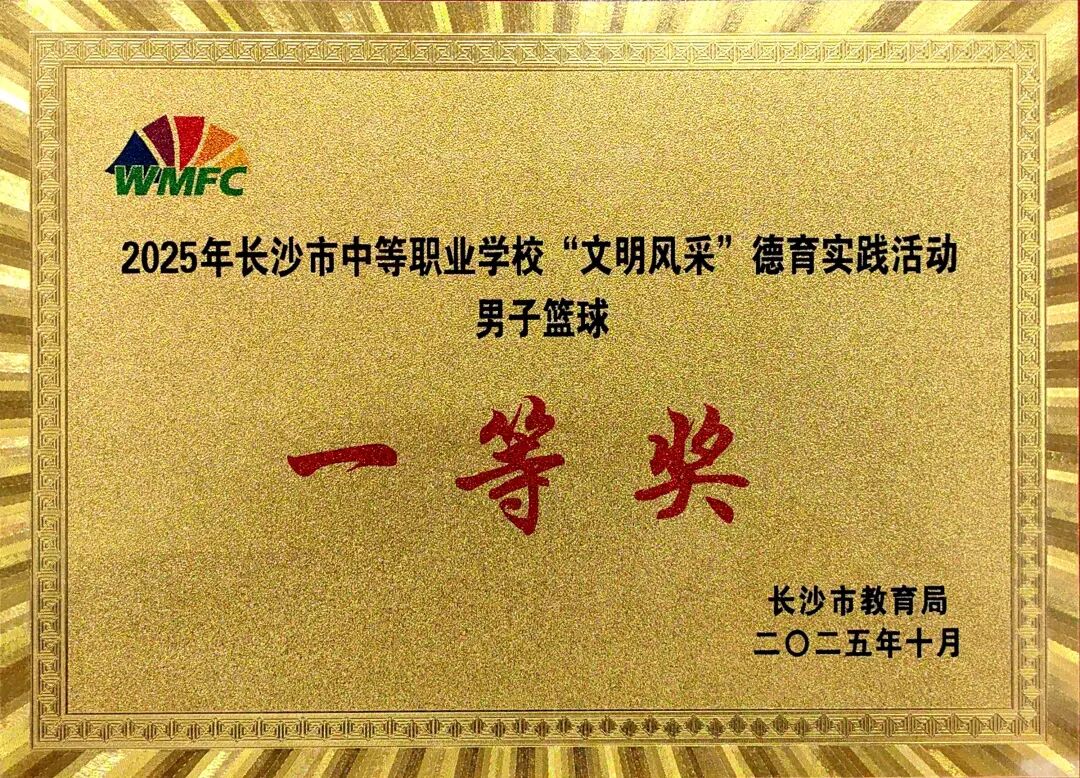 WMFC
2025年长沙市中等职业学校“文明风采”德育实践活动
男子篮球
一等奖
长沙市教育局
二〇二五年十月